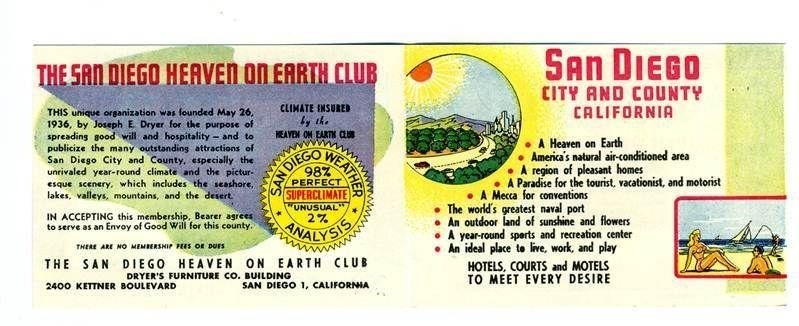 THE SAN DIEGO HEAVEN ON EARTH CLUB
THIS unique organization was founded May 26,
1936, by Joseph E. Dryer for the purpose of
spreading good will and hospitality — and to
publicize the many outstanding attractions of
San Diego City and County, especially the
unrivaled year-round climate and the pictur-
esque scenery, which includes the seashore,
lakes, valleys, mountains, and the desert.
IN ACCEPTING this membership, Bearer agrees
to serve as an Envoy of Good Will for this county.
THERE ARE NO MEMBERSHIP FEES OR DUES
CLIMATE INSURED
by the
HEAVEN ON EARTH CLUB
SAN DIEGO WEATHER
98%
PERFECT
SUPERCLIMATE
"UNUSUAL"
2%
ANALYSIS
THE SAN DIEGO HEAVEN ON EARTH CLUB
DRYER'S FURNITURE CO. BUILDING
2400 KETTNER BOULEVARD SAN DIEGO 1, CALIFORNIA
SAN DIEGO
CITY AND COUNTY
CALIFORNIA
• A Heaven on Earth
• America's natural air-conditioned area
• A region of pleasant homes
• A Paradise for the tourist, vacationist, and motorist
• A Mecca for conventions
• The world's greatest naval port
• An outdoor land of sunshine and flowers
• A year-round sports and recreation center
• An ideal place to live, work, and play
HOTELS, COURTS and MOTELS
TO MEET EVERY DESIRE